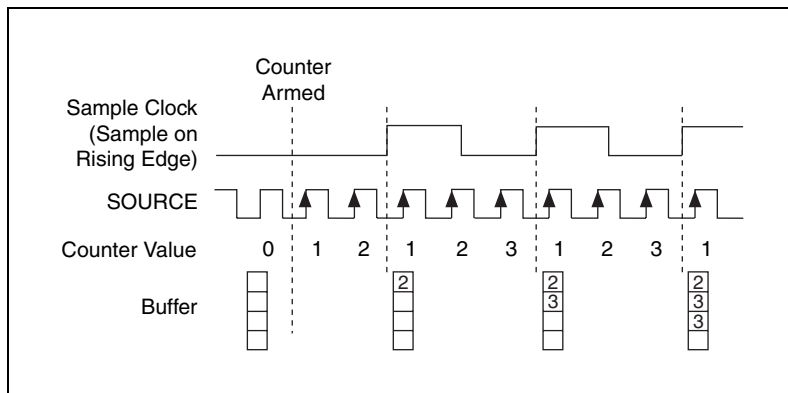 Counter
Armed
Sample Clock
(Sample on
Rising Edge)
SOURCE
Counter Value 0 1 2 1 2 3 1 2 3 1
Buffer
2
2
3
2
3
3